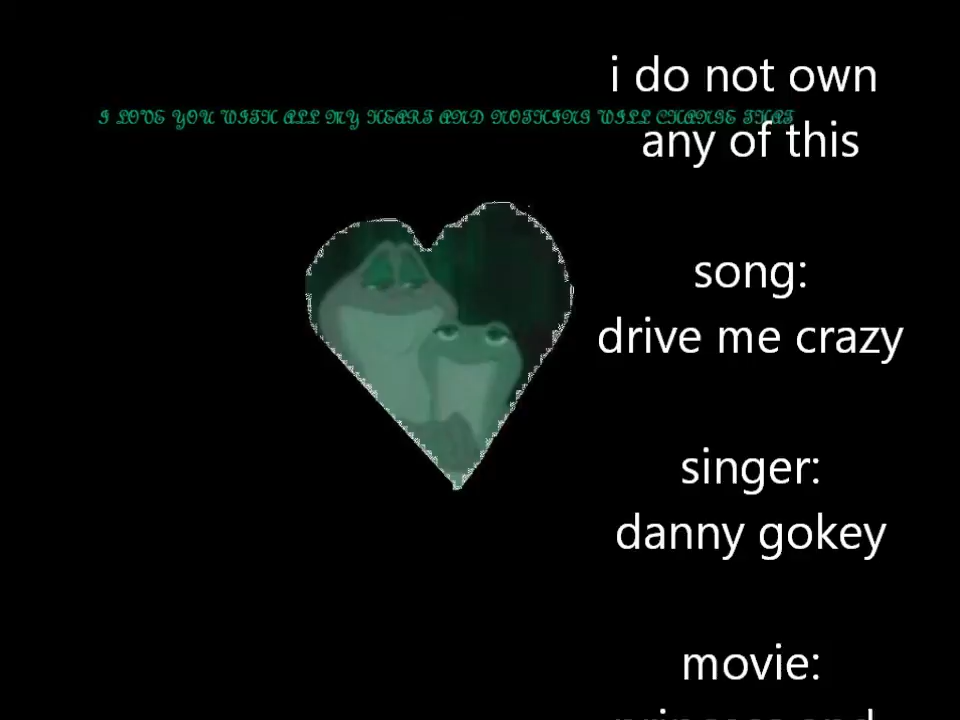 i do not own
I LOVE YOU WITH ALL MY HEART AND NOTHING WILL CHANGE THAT
any of this
song:
drive me crazy
singer:
danny gokey
movie: